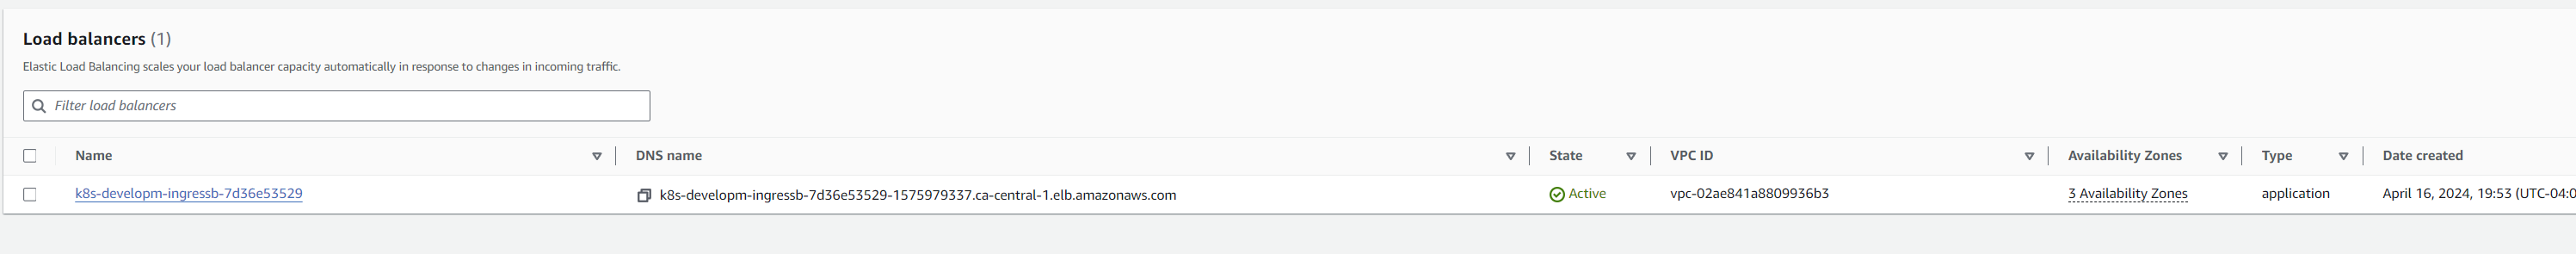 Load balancers (1)
Elastic Load Balancing scales your load balancer capacity automatically in response to changes in incoming traffic.
Filter load balancers
Name DNS name State VPC ID Availability Zones Type Date created
k8s-developm-ingressb-7d36e53529 k8s-developm-ingressb-7d36e53529-1575979337.ca-central-1.elb.amazonaws.com Active vpc-02ae841a8809936b3 3 Availability Zones application April 16, 2024, 19:53 (UTC-04:0